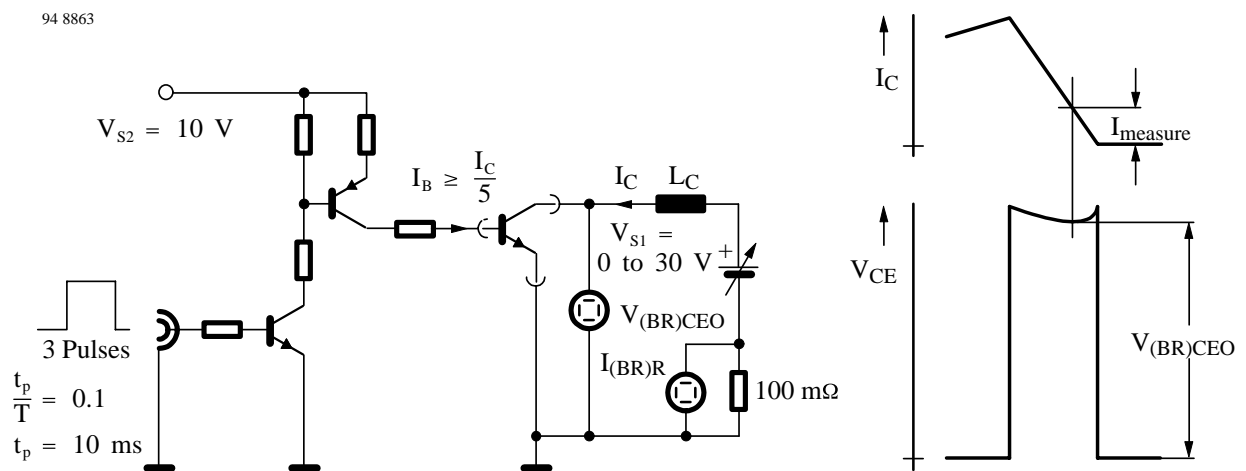 94 8863
V_S2 = 10 V
I_B ≥ I_C/5
I_C
L_C
V_S1 =
0 to 30 V
+
V_(BR)CEO
I_(BR)R
100 mΩ
3 Pulses
t_p/T = 0.1
t_p = 10 ms
I_C
I_measure
V_CE
V_(BR)CEO